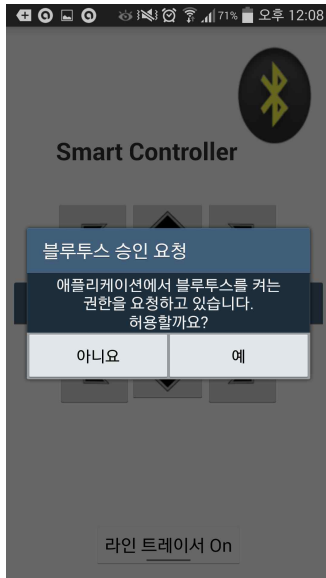 71% 오후 12:08
Smart Controller
블루투스 승인 요청
애플리케이션에서 블루투스를 켜는
권한을 요청하고 있습니다.
허용할까요?
아니요 예
라인 트레이서 On